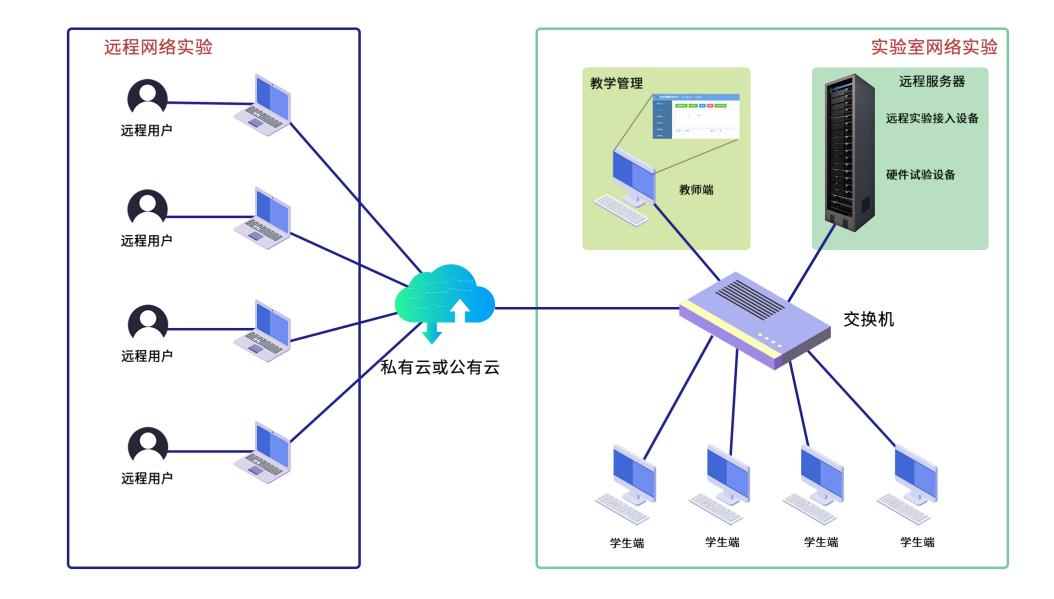 远程网络实验
远程用户
远程用户
远程用户
远程用户
私有云或公有云
实验室网络实验
教学管理
教师端
远程服务器
远程实验接入设备
硬件试验设备
交换机
学生端
学生端
学生端
学生端